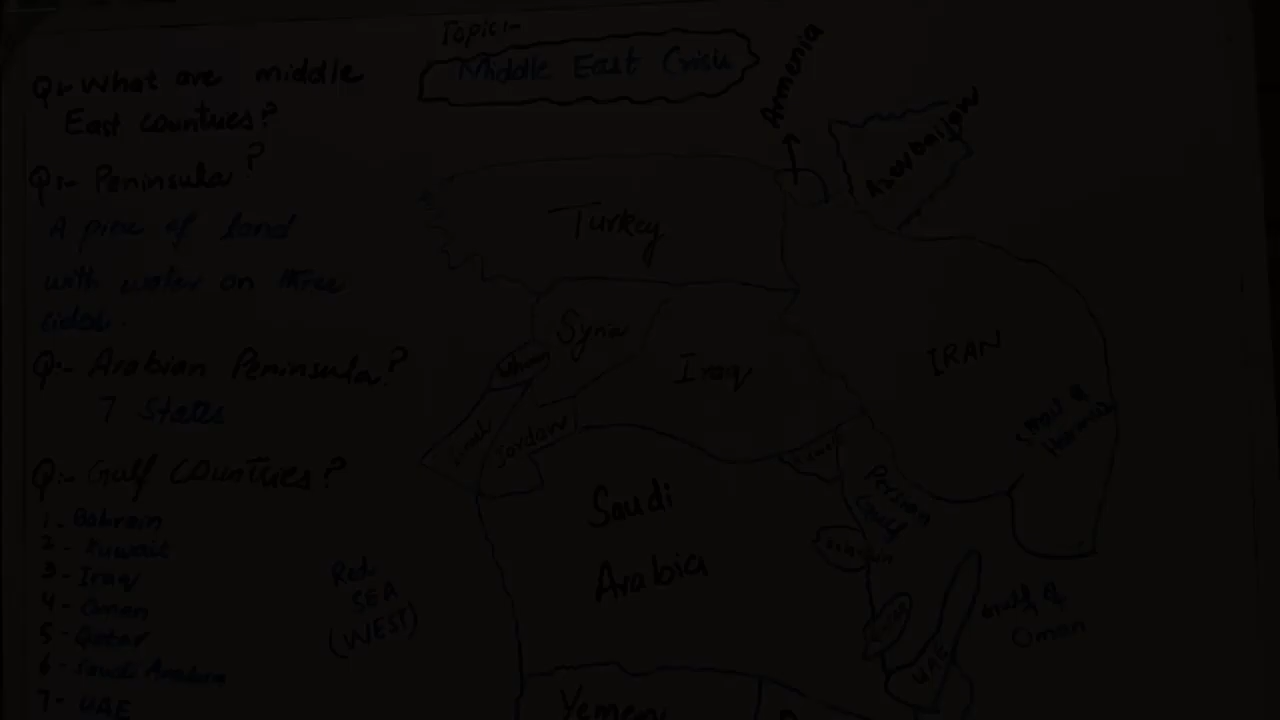 Topic:-
Middle East Crisis
Q:- What are middle
East countries?
Q:- Peninsula?
A piece of land
with water on three
sides.
Q:- Arabian Peninsula?
7 States
Q:- Gulf countries?
1- Bahrain
2- Kuwait
3- Iraq
4- Oman
5- Qatar
6- Saudi Arabia
7- UAE
Red
SEA
(WEST)
Armenia
Azerbaijan
Turkey
Syria
Iraq
IRAN
Jordan
Saudi
Arabia
Persian
Gulf
Strait of
Hormuz
Gulf of
Oman
UAE
Yemen